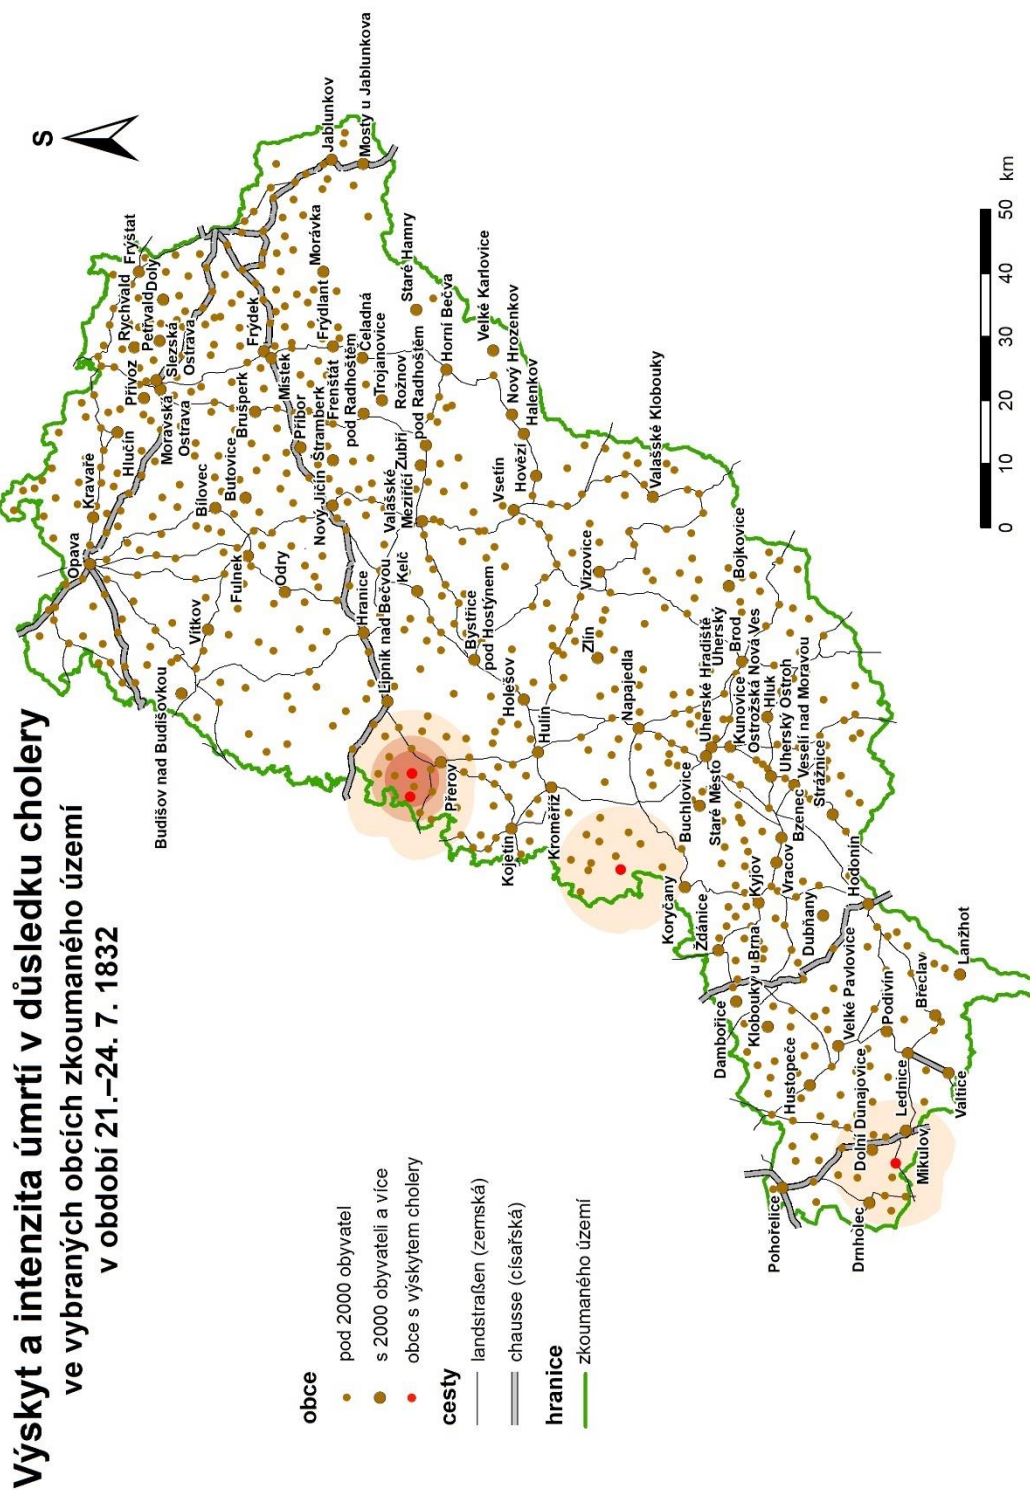 Výskyt a intenzita úmrtí v důsledku cholery
ve vybraných obcích zkoumaného území
v období 21.–24. 7. 1832
S
obce
pod 2000 obyvatel
s 2000 obyvateli a více
obce s výskytem cholery
cesty
landstraßen (zemská)
chausse (císařská)
hranice
zkoumaného území
Opava
Kravaře
Hlučín
Přívoz
Rychvald
Petřvald
Doly
Fryštat
Moravská
Ostrava
Slezská
Ostrava
Budišov nad Budišovkou
Vítkov
Bílovec
Butovice
Brušperk
Fulnek
Odry
Frýdek
Místek
Příbor
Nový Jičín
Štramberk
Frenštát
pod Radhoštěm
Frýdlant
Morávka
Čeladná
Trojanovice
Jablunkov
Mosty u Jablunkova
Staré Hamry
Hranice
Lipník nad Bečvou
Kelč
Valašské
Meziříčí
Zubří
Rožnov
pod Radhoštěm
Horní Bečva
Velké Karlovice
Nový Hrozenkov
Halenkov
Hovězí
Vsetín
Bystřice
pod Hostýnem
Přerov
Holešov
Hulín
Kojetín
Kroměříž
Zlín
Vizovice
Valašské Klobouky
Napajedla
Bojkovice
Uherské Hradiště
Uherský
Brod
Kunovice
Ostrožská Nová Ves
Hluk
Uherský Ostroh
Veselí nad Moravou
Strážnice
Buchlovice
Staré Město
Bzenec
Vracov
Koryčany
Kyjov
Ždánice
Hodonín
Dubňany
Dambořice
Klobouky u Brna
Velké Pavlovice
Hustopeče
Podivín
Břeclav
Lanžhot
Lednice
Valtice
Dolní Dunajovice
Mikulov
Pohořelice
Drnholec
0 10 20 30 40 50
km